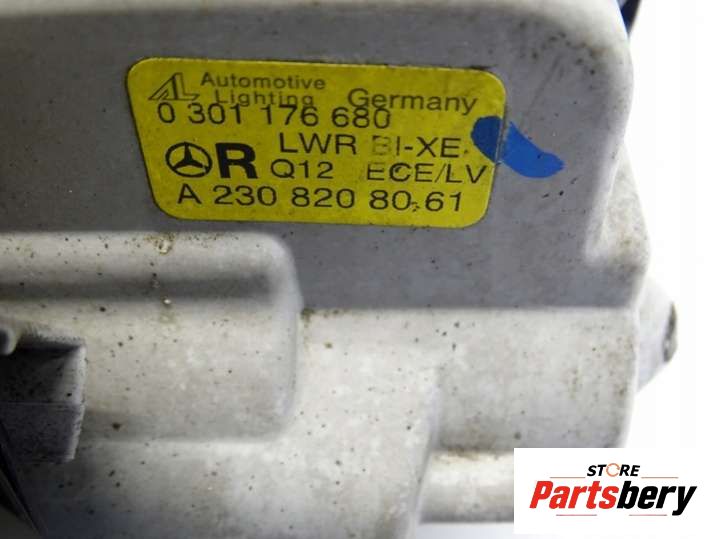 AL Automotive
Lighting Germany
0 301 176 680
LWR BI-XE
R Q12 ECE/LV
A 230 820 80 61
STORE
Partsbery